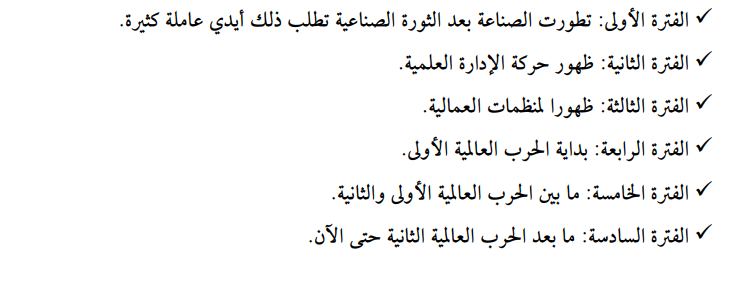 ✓ الفترة الأولى: تطورت الصناعة بعد الثورة الصناعية تطلب ذلك أيدي عاملة كثيرة.
✓ الفترة الثانية: ظهور حركة الإدارة العلمية.
✓ الفترة الثالثة: ظهورا لمنظمات العمالية.
✓ الفترة الرابعة: بداية الحرب العالمية الأولى.
✓ الفترة الخامسة: ما بين الحرب العالمية الأولى والثانية.
✓ الفترة السادسة: ما بعد الحرب العالمية الثانية حتى الآن.